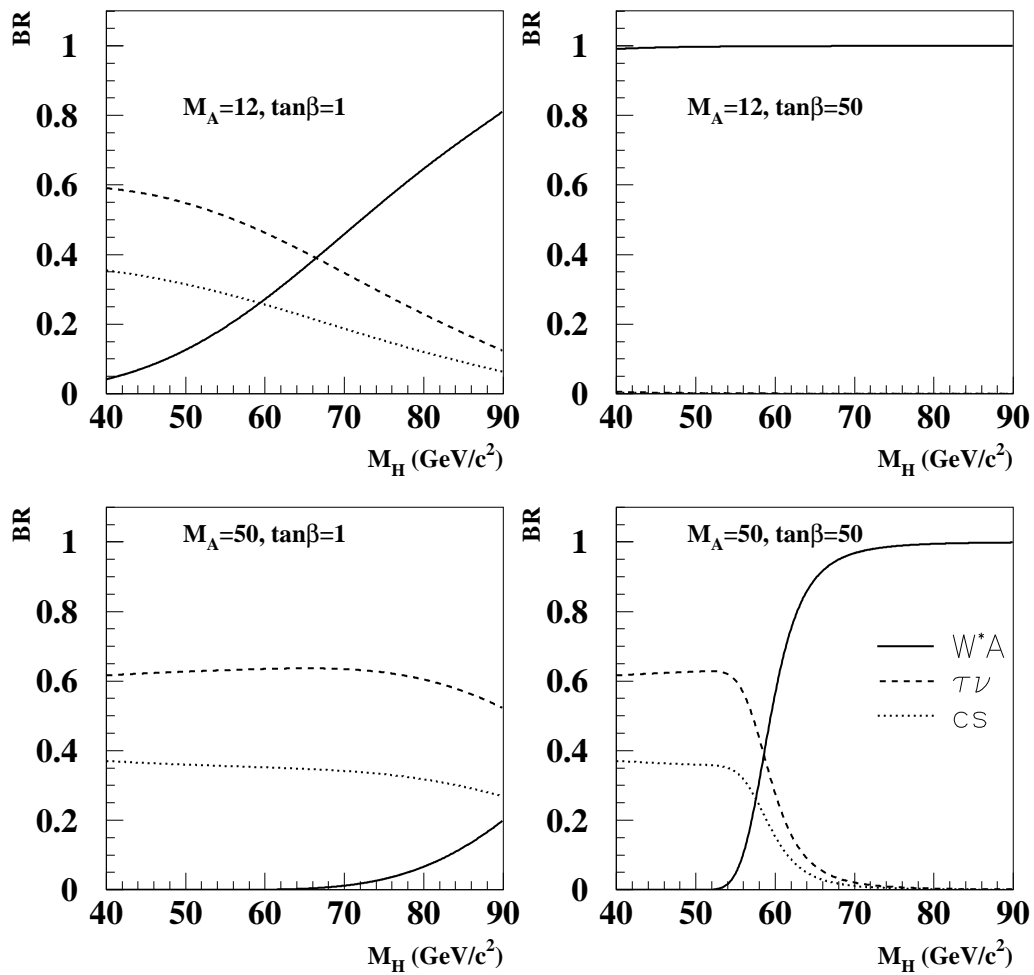 BR
1
0.8
0.6
0.4
0.2
0
M_A=12, tanβ=1
40 50 60 70 80 90
M_H (GeV/c²)
BR
1
0.8
0.6
0.4
0.2
0
M_A=12, tanβ=50
40 50 60 70 80 90
M_H (GeV/c²)
BR
1
0.8
0.6
0.4
0.2
0
M_A=50, tanβ=1
40 50 60 70 80 90
M_H (GeV/c²)
BR
1
0.8
0.6
0.4
0.2
0
M_A=50, tanβ=50
W*A
τν
cs
40 50 60 70 80 90
M_H (GeV/c²)